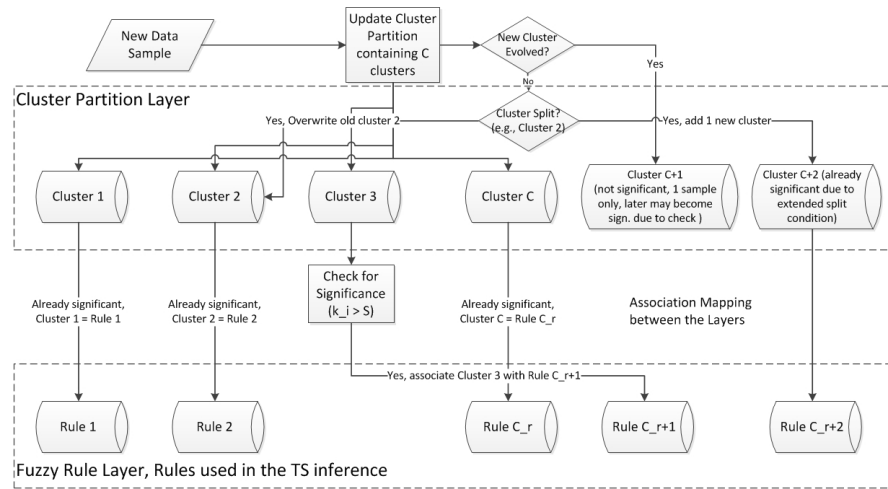 New Data
Sample
Update Cluster
Partition
containing C
clusters
New Cluster
Evolved?
Yes
No
Cluster Partition Layer
Cluster Split?
(e.g., Cluster 2)
Yes, Overwrite old cluster 2
Yes, add 1 new cluster
Cluster 1
Cluster 2
Cluster 3
Cluster C
Cluster C+1
(not significant, 1 sample
only, later may become
sign. due to check )
Cluster C+2 (already
significant due to
extended split
condition)
Check for
Significance
(k_i > S)
Already significant,
Cluster 1 = Rule 1
Already significant,
Cluster 2 = Rule 2
Already significant,
Cluster C = Rule C_r
Association Mapping
between the Layers
Yes, associate Cluster 3 with Rule C_r+1
Rule 1
Rule 2
Rule C_r
Rule C_r+1
Rule C_r+2
Fuzzy Rule Layer, Rules used in the TS inference